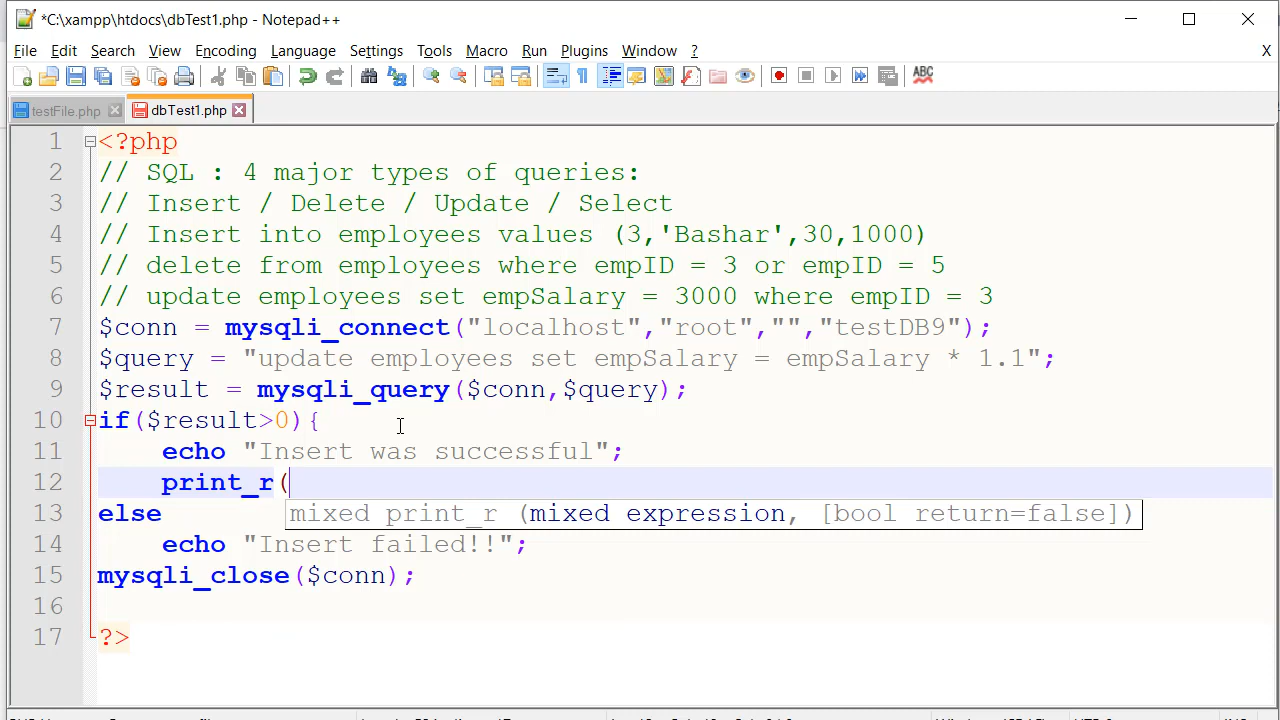 *C:\xampp\htdocs\dbTest1.php - Notepad++
File Edit Search View Encoding Language Settings Tools Macro Run Plugins Window ? X
ABC
testFile.php dbTest1.php
1 <?php
2 // SQL : 4 major types of queries:
3 // Insert / Delete / Update / Select
4 // Insert into employees values (3,'Bashar',30,1000)
5 // delete from employees where empID = 3 or empID = 5
6 // update employees set empSalary = 3000 where empID = 3
7 $conn = mysqli_connect("localhost","root","","testDB9");
8 $query = "update employees set empSalary = empSalary * 1.1";
9 $result = mysqli_query($conn,$query);
10 if($result>0){
11 echo "Insert was successful";
12 print_r(
13 else mixed print_r (mixed expression, [bool return=false])
14 echo "Insert failed!!";
15 mysqli_close($conn);
16
17 ?>